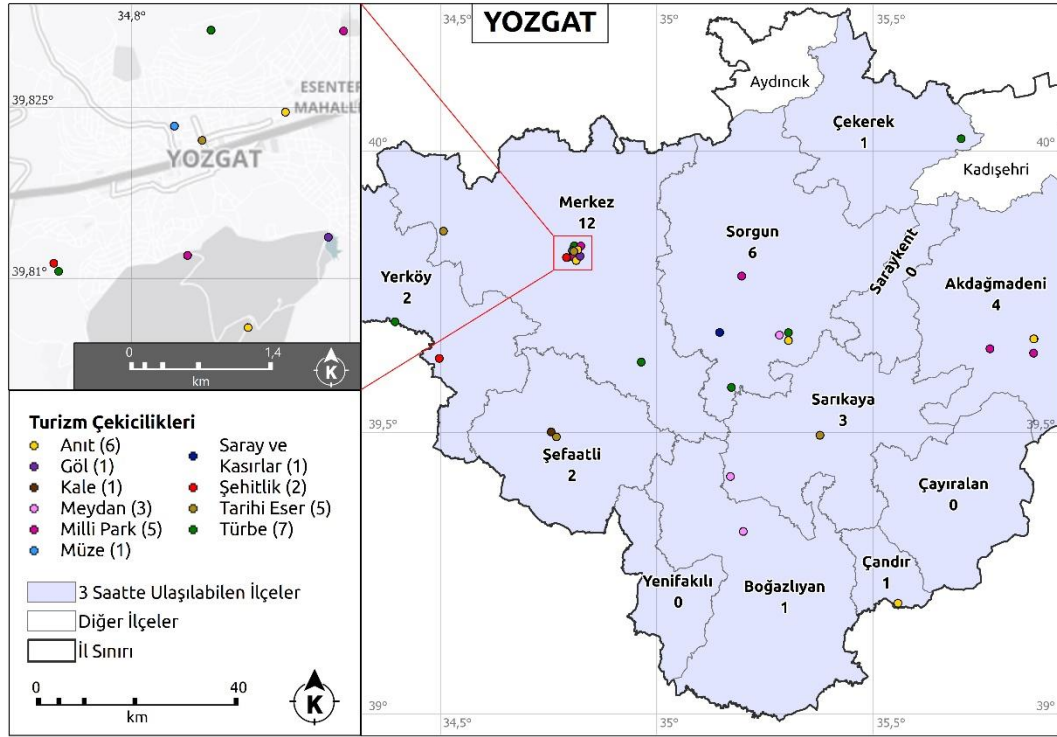 34,8°
39,825°
ESENTEP
MAHALLE
YOZGAT
39,81°
0 1,4
km
K
Turizm Çekicilikleri
Anıt (6)
Göl (1)
Kale (1)
Meydan (3)
Milli Park (5)
Müze (1)
Saray ve
Kasırlar (1)
Şehitlik (2)
Tarihi Eser (5)
Türbe (7)
3 Saatte Ulaşılabilen İlçeler
Diğer İlçeler
İl Sınırı
0 40
km
K
YOZGAT
34,5° 35° 35,5°
Aydıncık
Çekerek
1
40° 40°
Kadışehri
Merkez
12
Sorgun
6
Saraykent
0
Yerköy
2
Akdağmadeni
4
Sarıkaya
3
39,5° 39,5°
Şefaatli
2
Çayıralan
0
Çandır
1
Yenifakılı
0
Boğazlıyan
1
39° 39°
34,5° 35° 35,5°